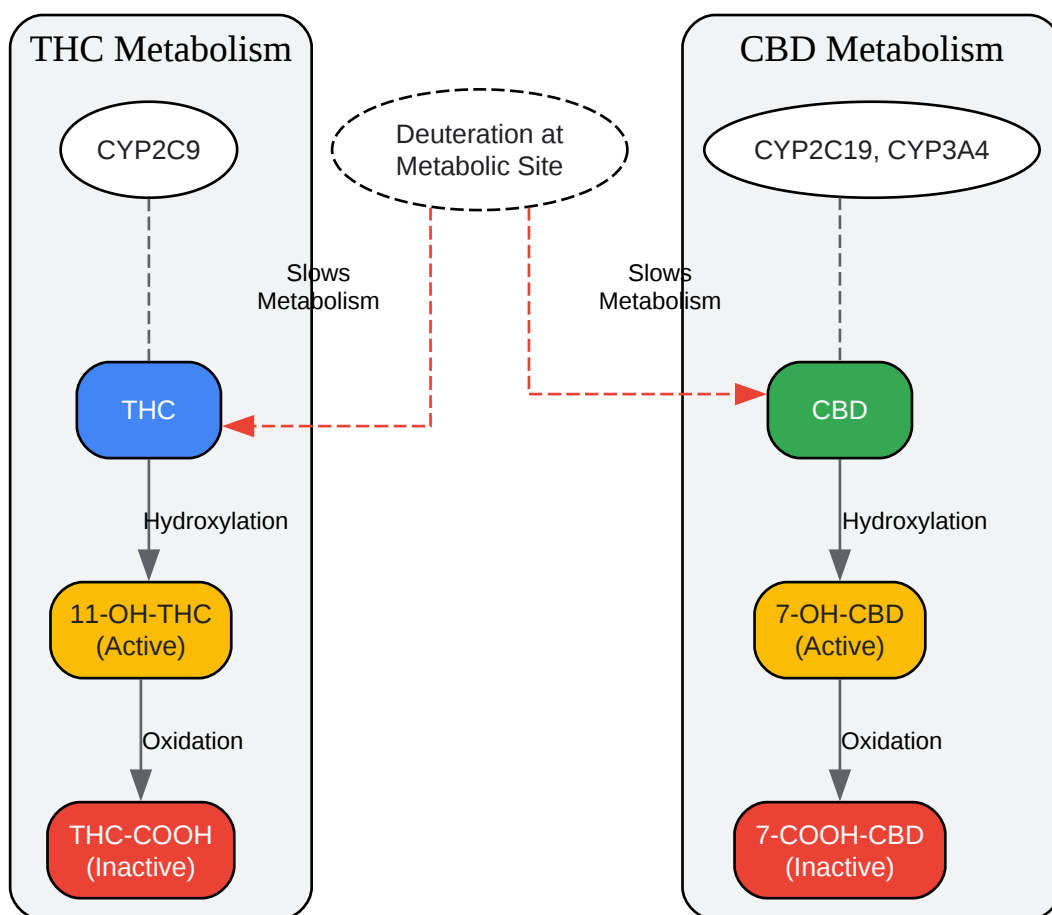 THC Metabolism
CBD Metabolism
CYP2C9
Deuteration at
Metabolic Site
CYP2C19, CYP3A4
Slows
Metabolism
Slows
Metabolism
THC
CBD
Hydroxylation
Hydroxylation
11-OH-THC
(Active)
7-OH-CBD
(Active)
Oxidation
Oxidation
THC-COOH
(Inactive)
7-COOH-CBD
(Inactive)